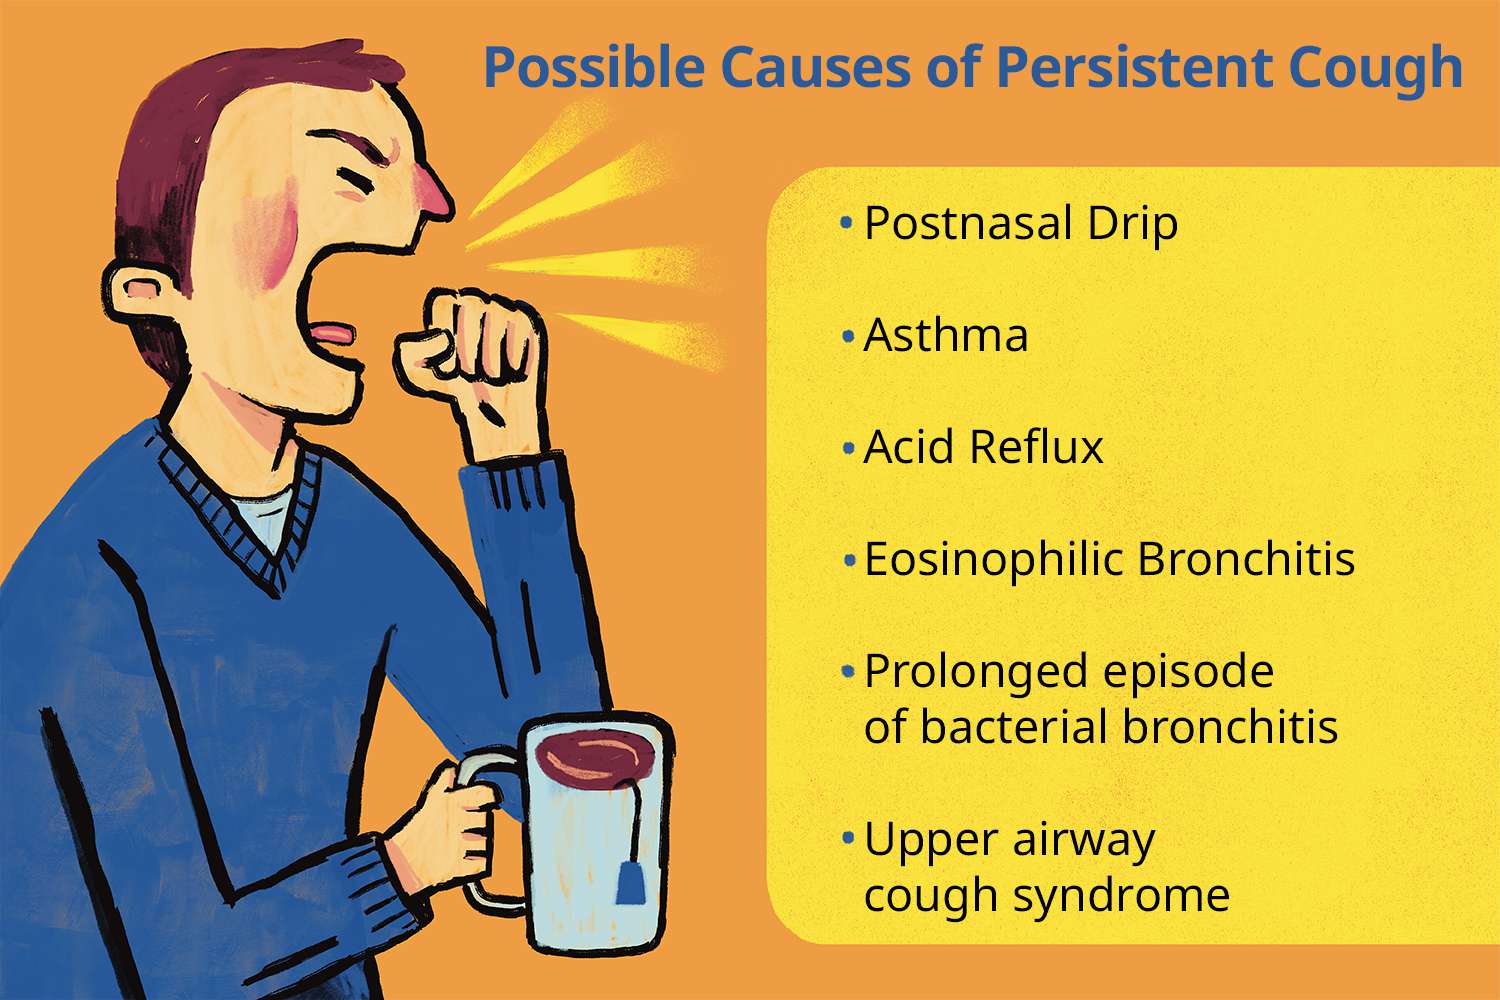 Possible Causes of Persistent Cough
• Postnasal Drip
• Asthma
• Acid Reflux
• Eosinophilic Bronchitis
• Prolonged episode
of bacterial bronchitis
• Upper airway
cough syndrome